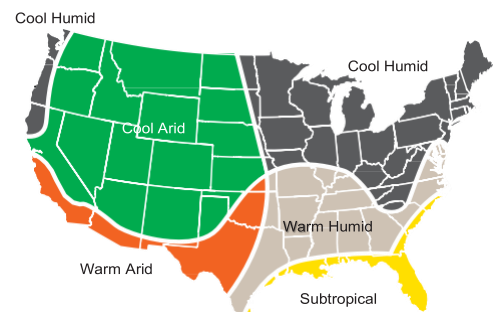 Cool Humid
Cool Humid
Cool Arid
Warm Humid
Warm Arid
Subtropical